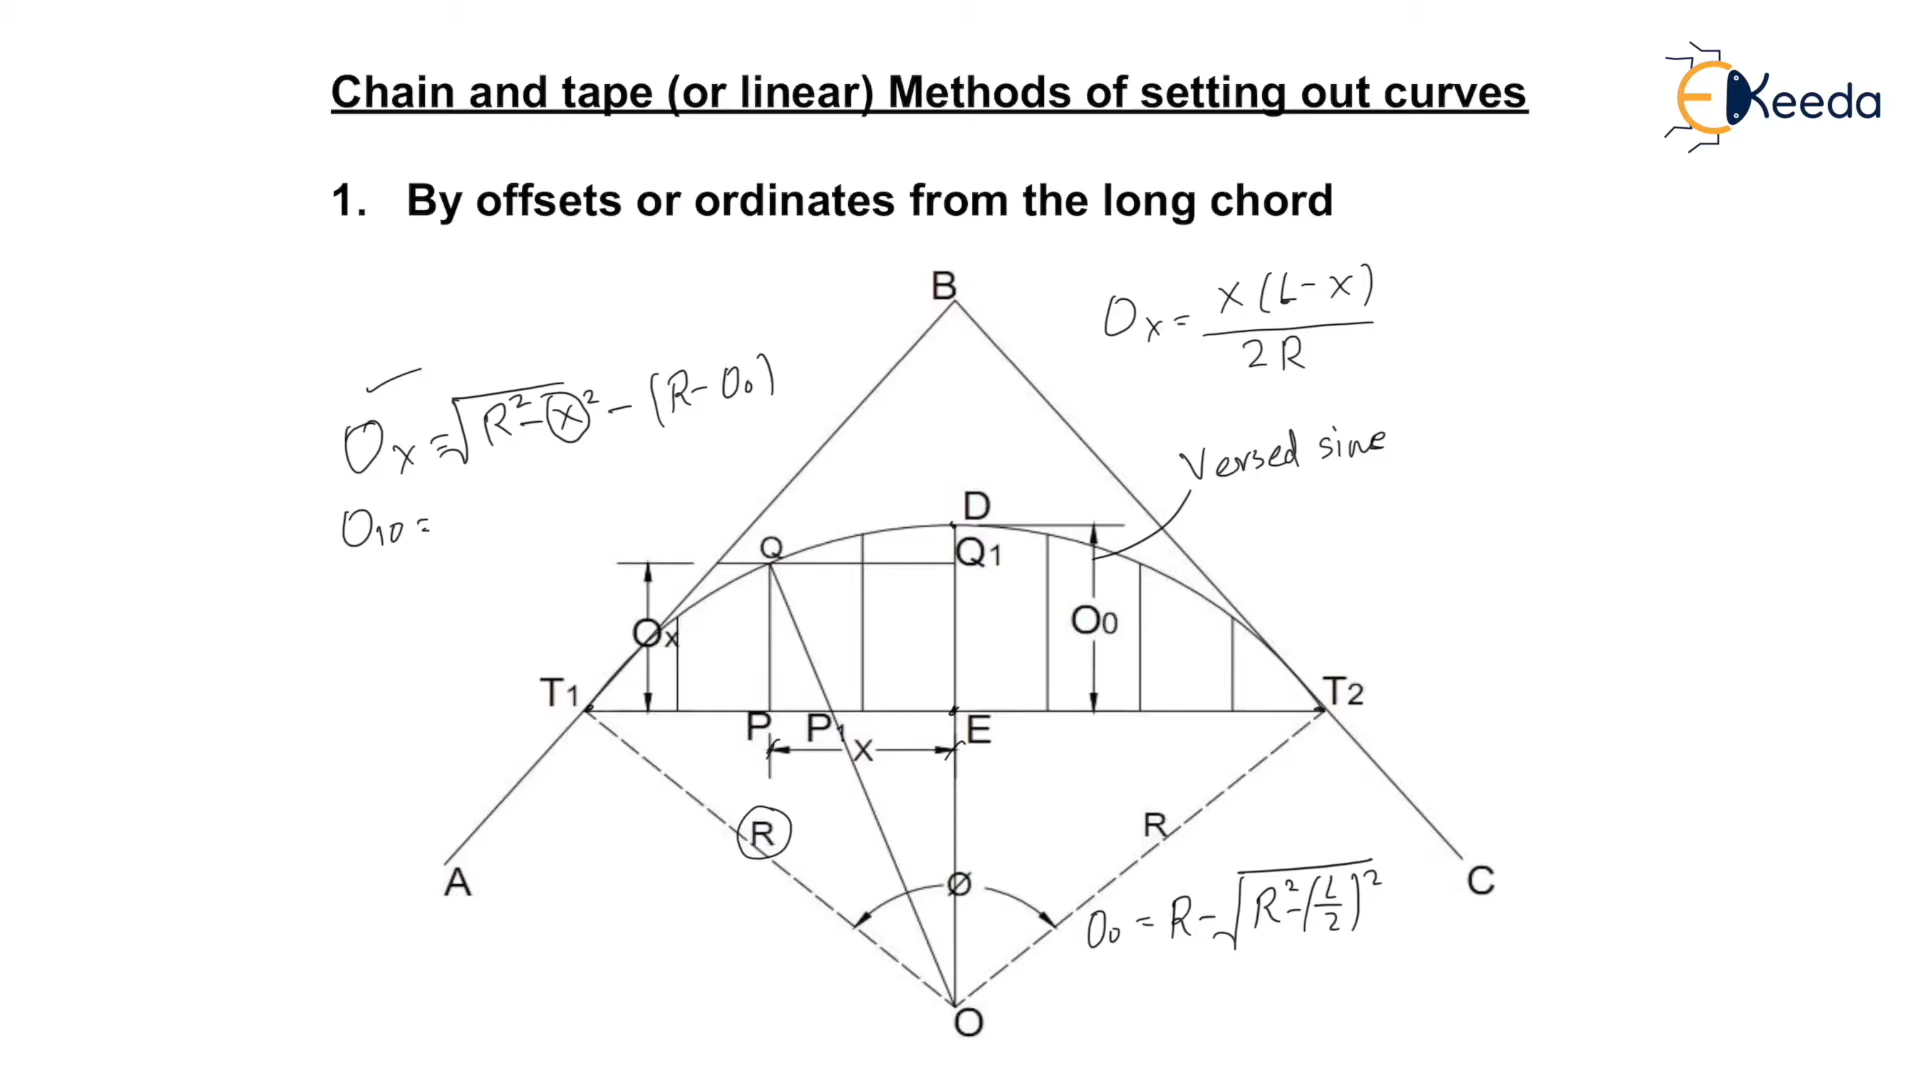 Chain and tape (or linear) Methods of setting out curves
EKeeda
1. By offsets or ordinates from the long chord
B
Ox = x(L-x)/2R
Ox = √R²-x² - (R-O₀)
Versed sine
O₁₀ =
D
Q
Q1
Ox
O0
T1
T2
P
P1
E
X
R
R
A
Ø
C
O₀ = R-√R²-(L/2)²
O